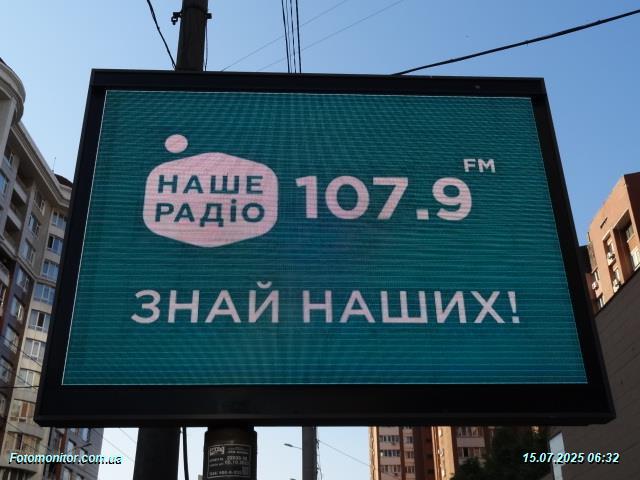 НАШЕ
РАДіО
107.9 FM
ЗНАЙ НАШИХ!
Fotomonitor.com.ua
15.07.2025 06:32